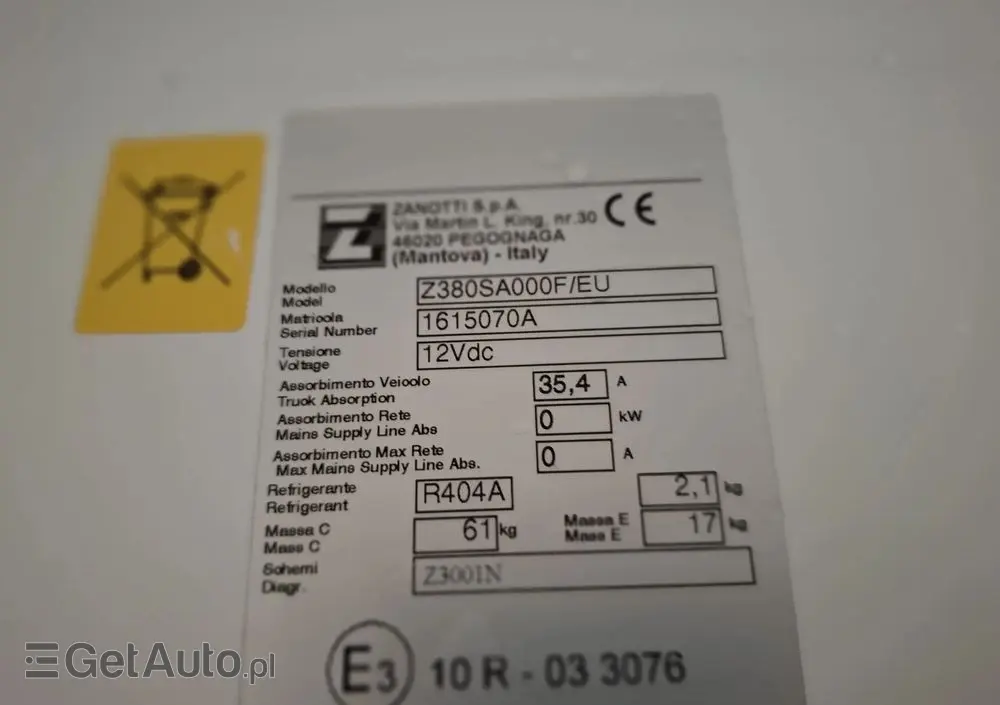 ZANOTTI S.p.A.
Via Martin L. King, nr.30
46020 PEGOGNAGA
(Mantova) - Italy
CE
Modello
Model
Z380SA000F/EU
Matricola
Serial Number
1615070A
Tensione
Voltage
12Vdc
Assorbimento Veicolo
Truck Absorption
35,4 A
Assorbimento Rete
Mains Supply Line Abs
0 kW
Assorbimento Max Rete
Max Mains Supply Line Abs.
0 A
Refrigerante
Refrigerant
R404A 2,1 kg
Massa C
Mass C
61 kg
Massa E
Mass E
17 kg
Schemi
Diagr.
Z3001N
E3 10 R - 03 3076
GetAuto.pl